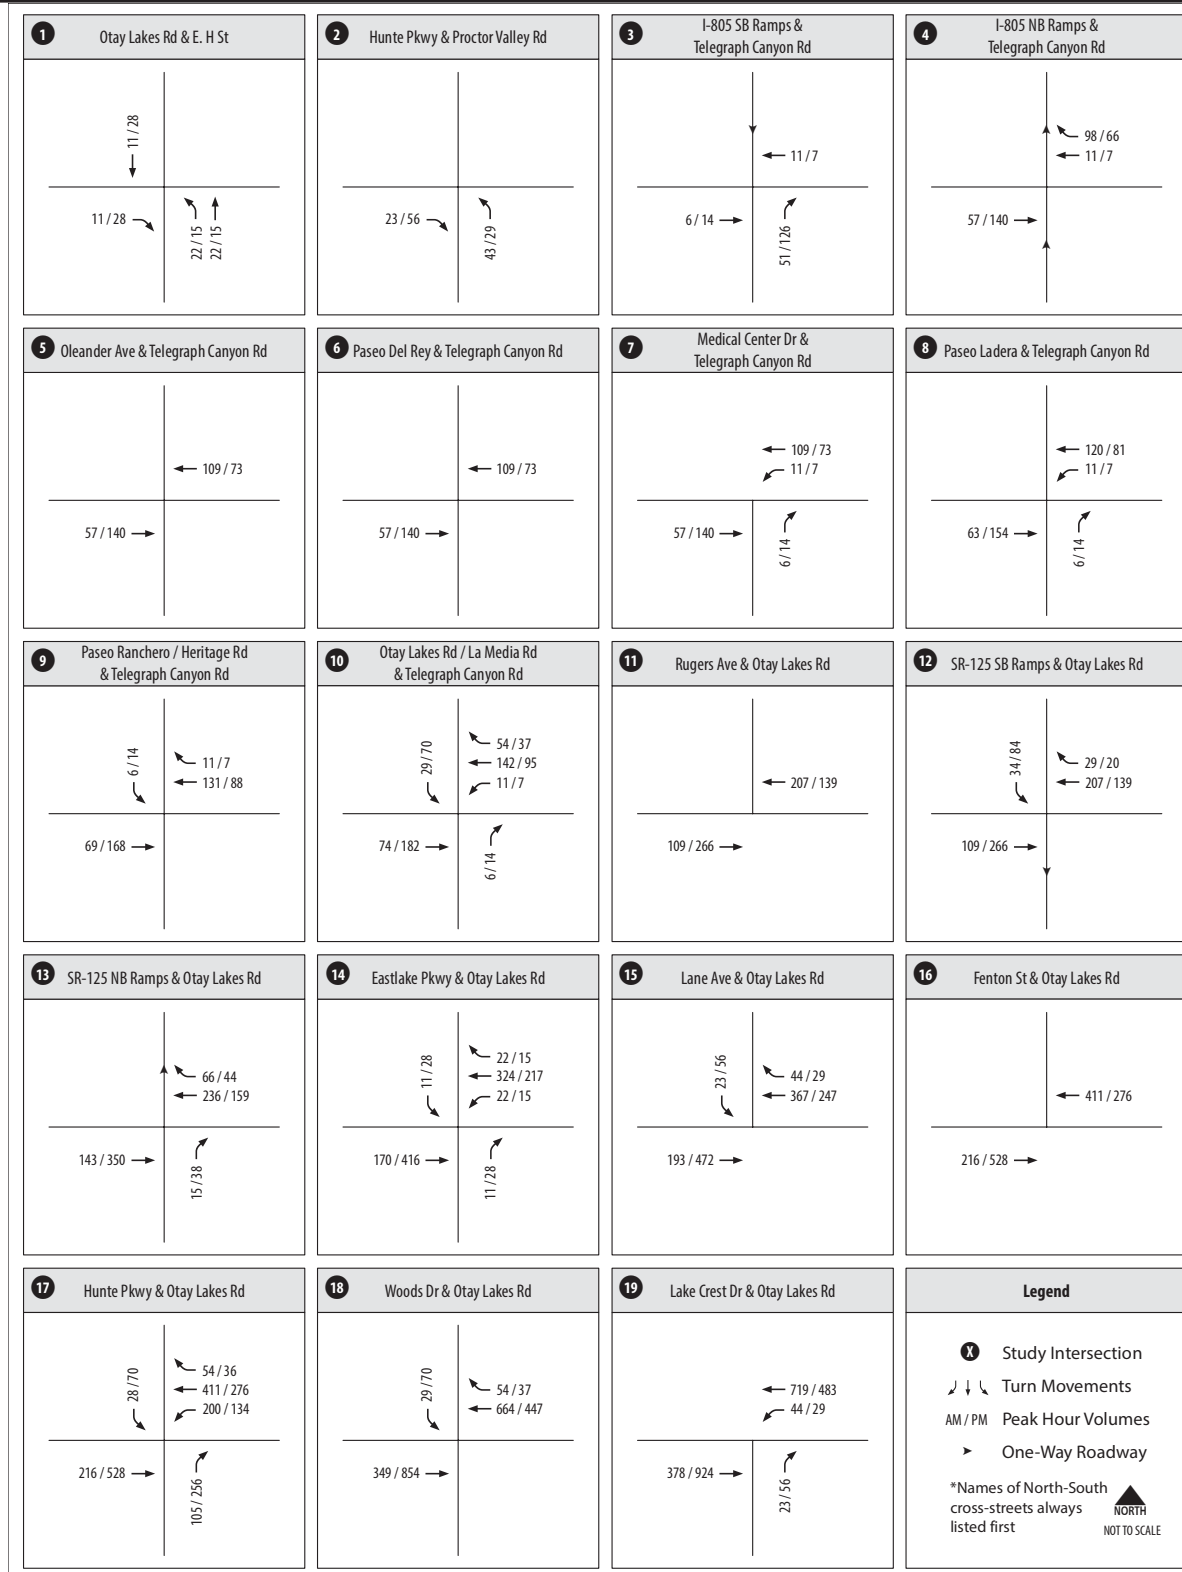 1
Otay Lakes Rd & E. H St
11 / 28
11 / 28
22 / 15
22 / 15
2
Hunte Pkwy & Proctor Valley Rd
23 / 56
43 / 29
3
I-805 SB Ramps &
Telegraph Canyon Rd
11 / 7
6 / 14
51 / 126
4
I-805 NB Ramps &
Telegraph Canyon Rd
98 / 66
11 / 7
57 / 140
5
Oleander Ave & Telegraph Canyon Rd
109 / 73
57 / 140
6
Paseo Del Rey & Telegraph Canyon Rd
109 / 73
57 / 140
7
Medical Center Dr &
Telegraph Canyon Rd
109 / 73
11 / 7
57 / 140
6 / 14
8
Paseo Ladera & Telegraph Canyon Rd
120 / 81
11 / 7
63 / 154
6 / 14
9
Paseo Ranchero / Heritage Rd
& Telegraph Canyon Rd
6 / 14
11 / 7
131 / 88
69 / 168
10
Otay Lakes Rd / La Media Rd
& Telegraph Canyon Rd
29 / 70
54 / 37
142 / 95
11 / 7
74 / 182
6 / 14
11
Rugers Ave & Otay Lakes Rd
207 / 139
109 / 266
12
SR-125 SB Ramps & Otay Lakes Rd
34 / 84
29 / 20
207 / 139
109 / 266
13
SR-125 NB Ramps & Otay Lakes Rd
66 / 44
236 / 159
143 / 350
15 / 38
14
Eastlake Pkwy & Otay Lakes Rd
11 / 28
22 / 15
324 / 217
22 / 15
170 / 416
11 / 28
15
Lane Ave & Otay Lakes Rd
23 / 56
44 / 29
367 / 247
193 / 472
16
Fenton St & Otay Lakes Rd
411 / 276
216 / 528
17
Hunte Pkwy & Otay Lakes Rd
28 / 70
54 / 36
411 / 276
200 / 134
216 / 528
105 / 256
18
Woods Dr & Otay Lakes Rd
29 / 70
54 / 37
664 / 447
349 / 854
19
Lake Crest Dr & Otay Lakes Rd
719 / 483
44 / 29
378 / 924
23 / 56
Legend
X Study Intersection
Turn Movements
AM / PM Peak Hour Volumes
One-Way Roadway
*Names of North-South
cross-streets always
listed first
NORTH
NOT TO SCALE